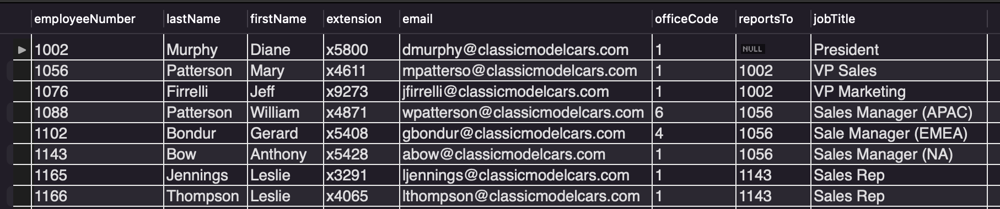 employeeNumber lastName firstName extension email officeCode reportsTo jobTitle
1002 Murphy Diane x5800 dmurphy@classicmodelcars.com 1 NULL President
1056 Patterson Mary x4611 mpatterso@classicmodelcars.com 1 1002 VP Sales
1076 Firrelli Jeff x9273 jfirrelli@classicmodelcars.com 1 1002 VP Marketing
1088 Patterson William x4871 wpatterson@classicmodelcars.com 6 1056 Sales Manager (APAC)
1102 Bondur Gerard x5408 gbondur@classicmodelcars.com 4 1056 Sale Manager (EMEA)
1143 Bow Anthony x5428 abow@classicmodelcars.com 1 1056 Sales Manager (NA)
1165 Jennings Leslie x3291 ljennings@classicmodelcars.com 1 1143 Sales Rep
1166 Thompson Leslie x4065 lthompson@classicmodelcars.com 1 1143 Sales Rep